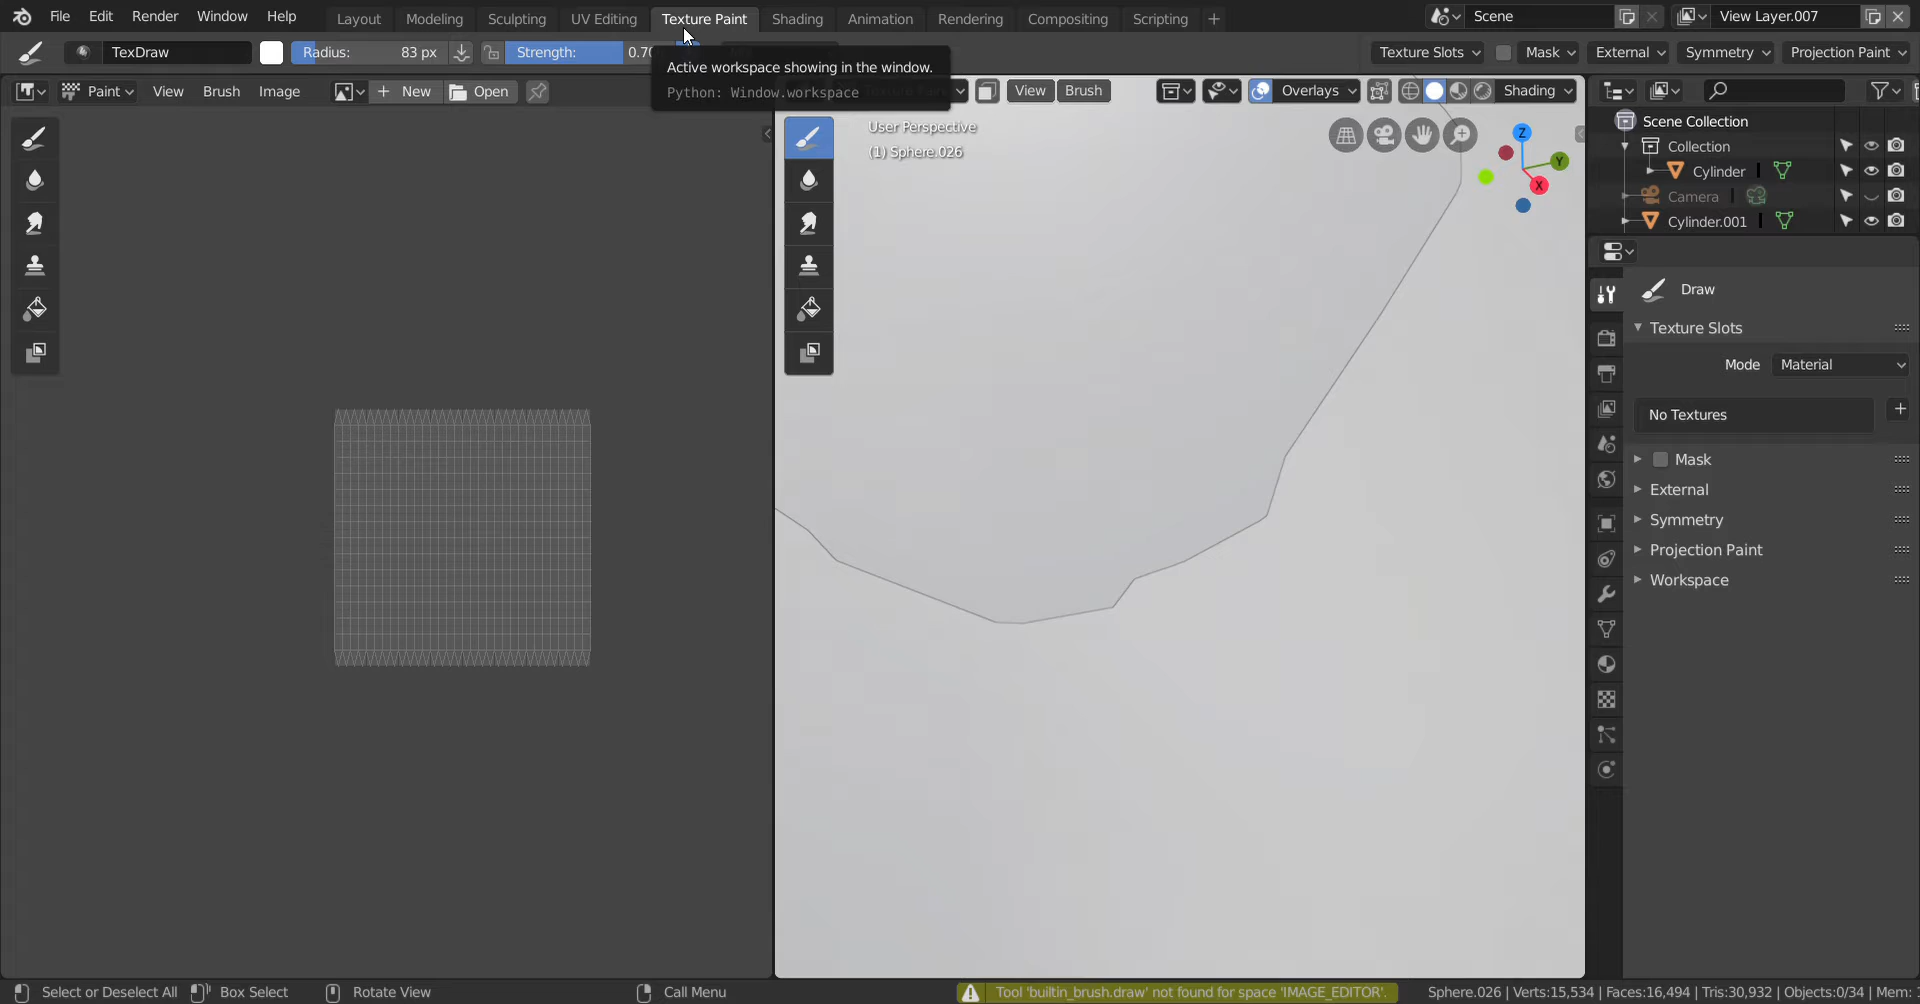 File Edit Render Window Help Layout Modeling Sculpting UV Editing Texture Paint Shading Animation Rendering Compositing Scripting + Scene View Layer.007
TexDraw Radius: 83 px Strength: 0.70 Texture Slots Mask External Symmetry Projection Paint
Active workspace showing in the window.
Python: Window.workspace
Paint View Brush Image + New Open View Brush Overlays Shading
User Perspective
(1) Sphere.026
Z
Y
X
Scene Collection
Collection
Cylinder
Camera
Cylinder.001
Draw
Texture Slots
Mode Material
No Textures
Mask
External
Symmetry
Projection Paint
Workspace
Select or Deselect All Box Select Rotate View Call Menu Tool 'builtin_brush.draw' not found for space 'IMAGE_EDITOR'. Sphere.026 | Verts:15,534 | Faces:16,494 | Tris:30,932 | Objects:0/34 | Mem: